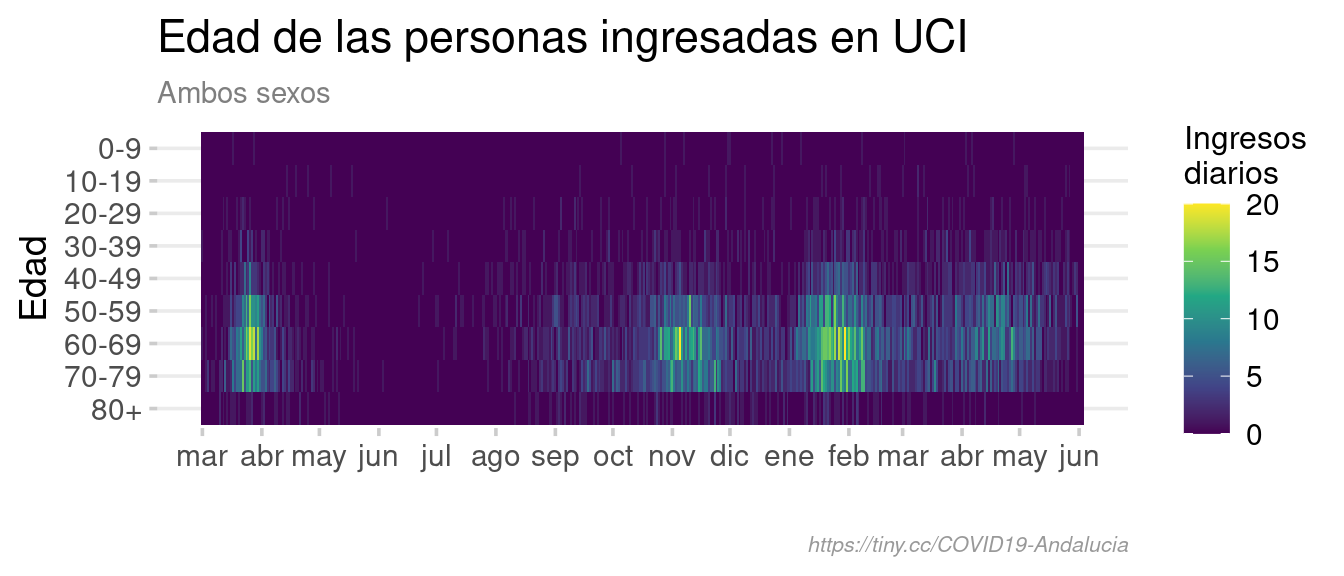 Edad de las personas ingresadas en UCI
Ambos sexos
Edad
0-9
10-19
20-29
30-39
40-49
50-59
60-69
70-79
80+
mar abr may jun jul ago sep oct nov dic ene feb mar abr may jun
Ingresos
diarios
20
15
10
5
0
https://tiny.cc/COVID19-Andalucia